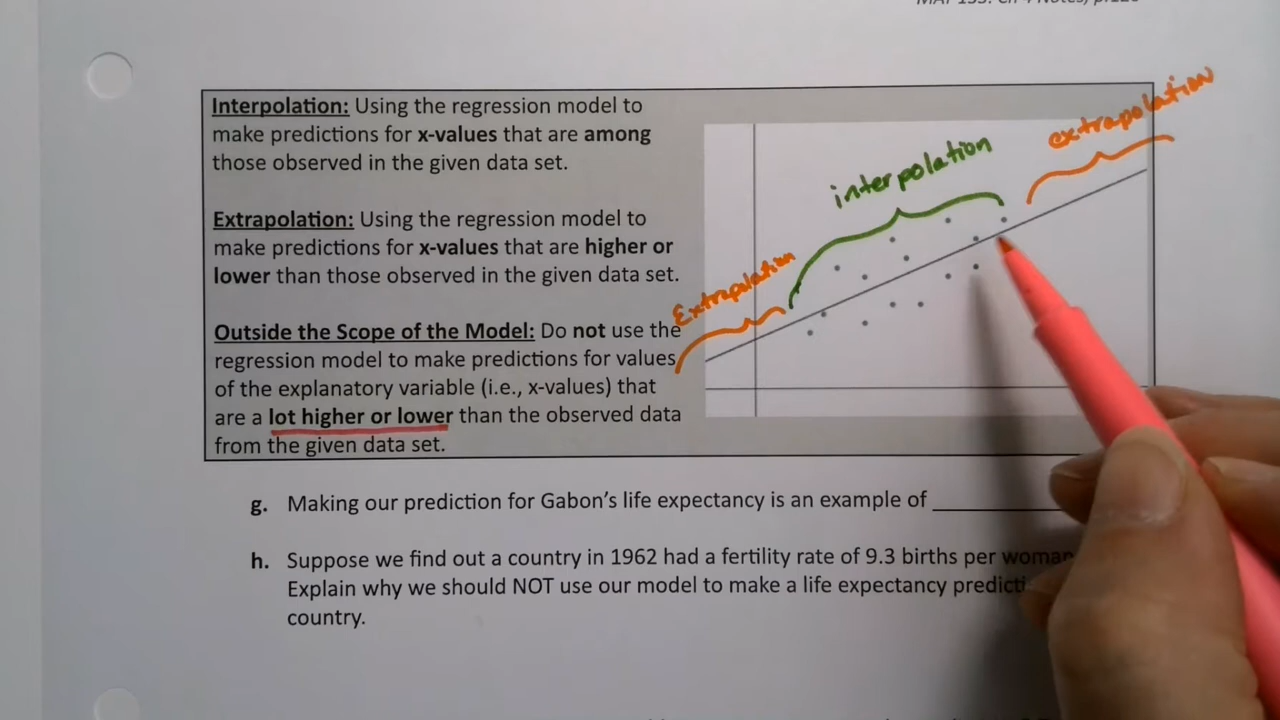 Interpolation: Using the regression model to
make predictions for x-values that are among
those observed in the given data set.
Extrapolation: Using the regression model to
make predictions for x-values that are higher or
lower than those observed in the given data set.
Outside the Scope of the Model: Do not use the
regression model to make predictions for values
of the explanatory variable (i.e., x-values) that
are a lot higher or lower than the observed data
from the given data set.
Extrapolation
interpolation
extrapolation
g. Making our prediction for Gabon’s life expectancy is an example of
h. Suppose we find out a country in 1962 had a fertility rate of 9.3 births per woman
Explain why we should NOT use our model to make a life expectancy predicti
country.